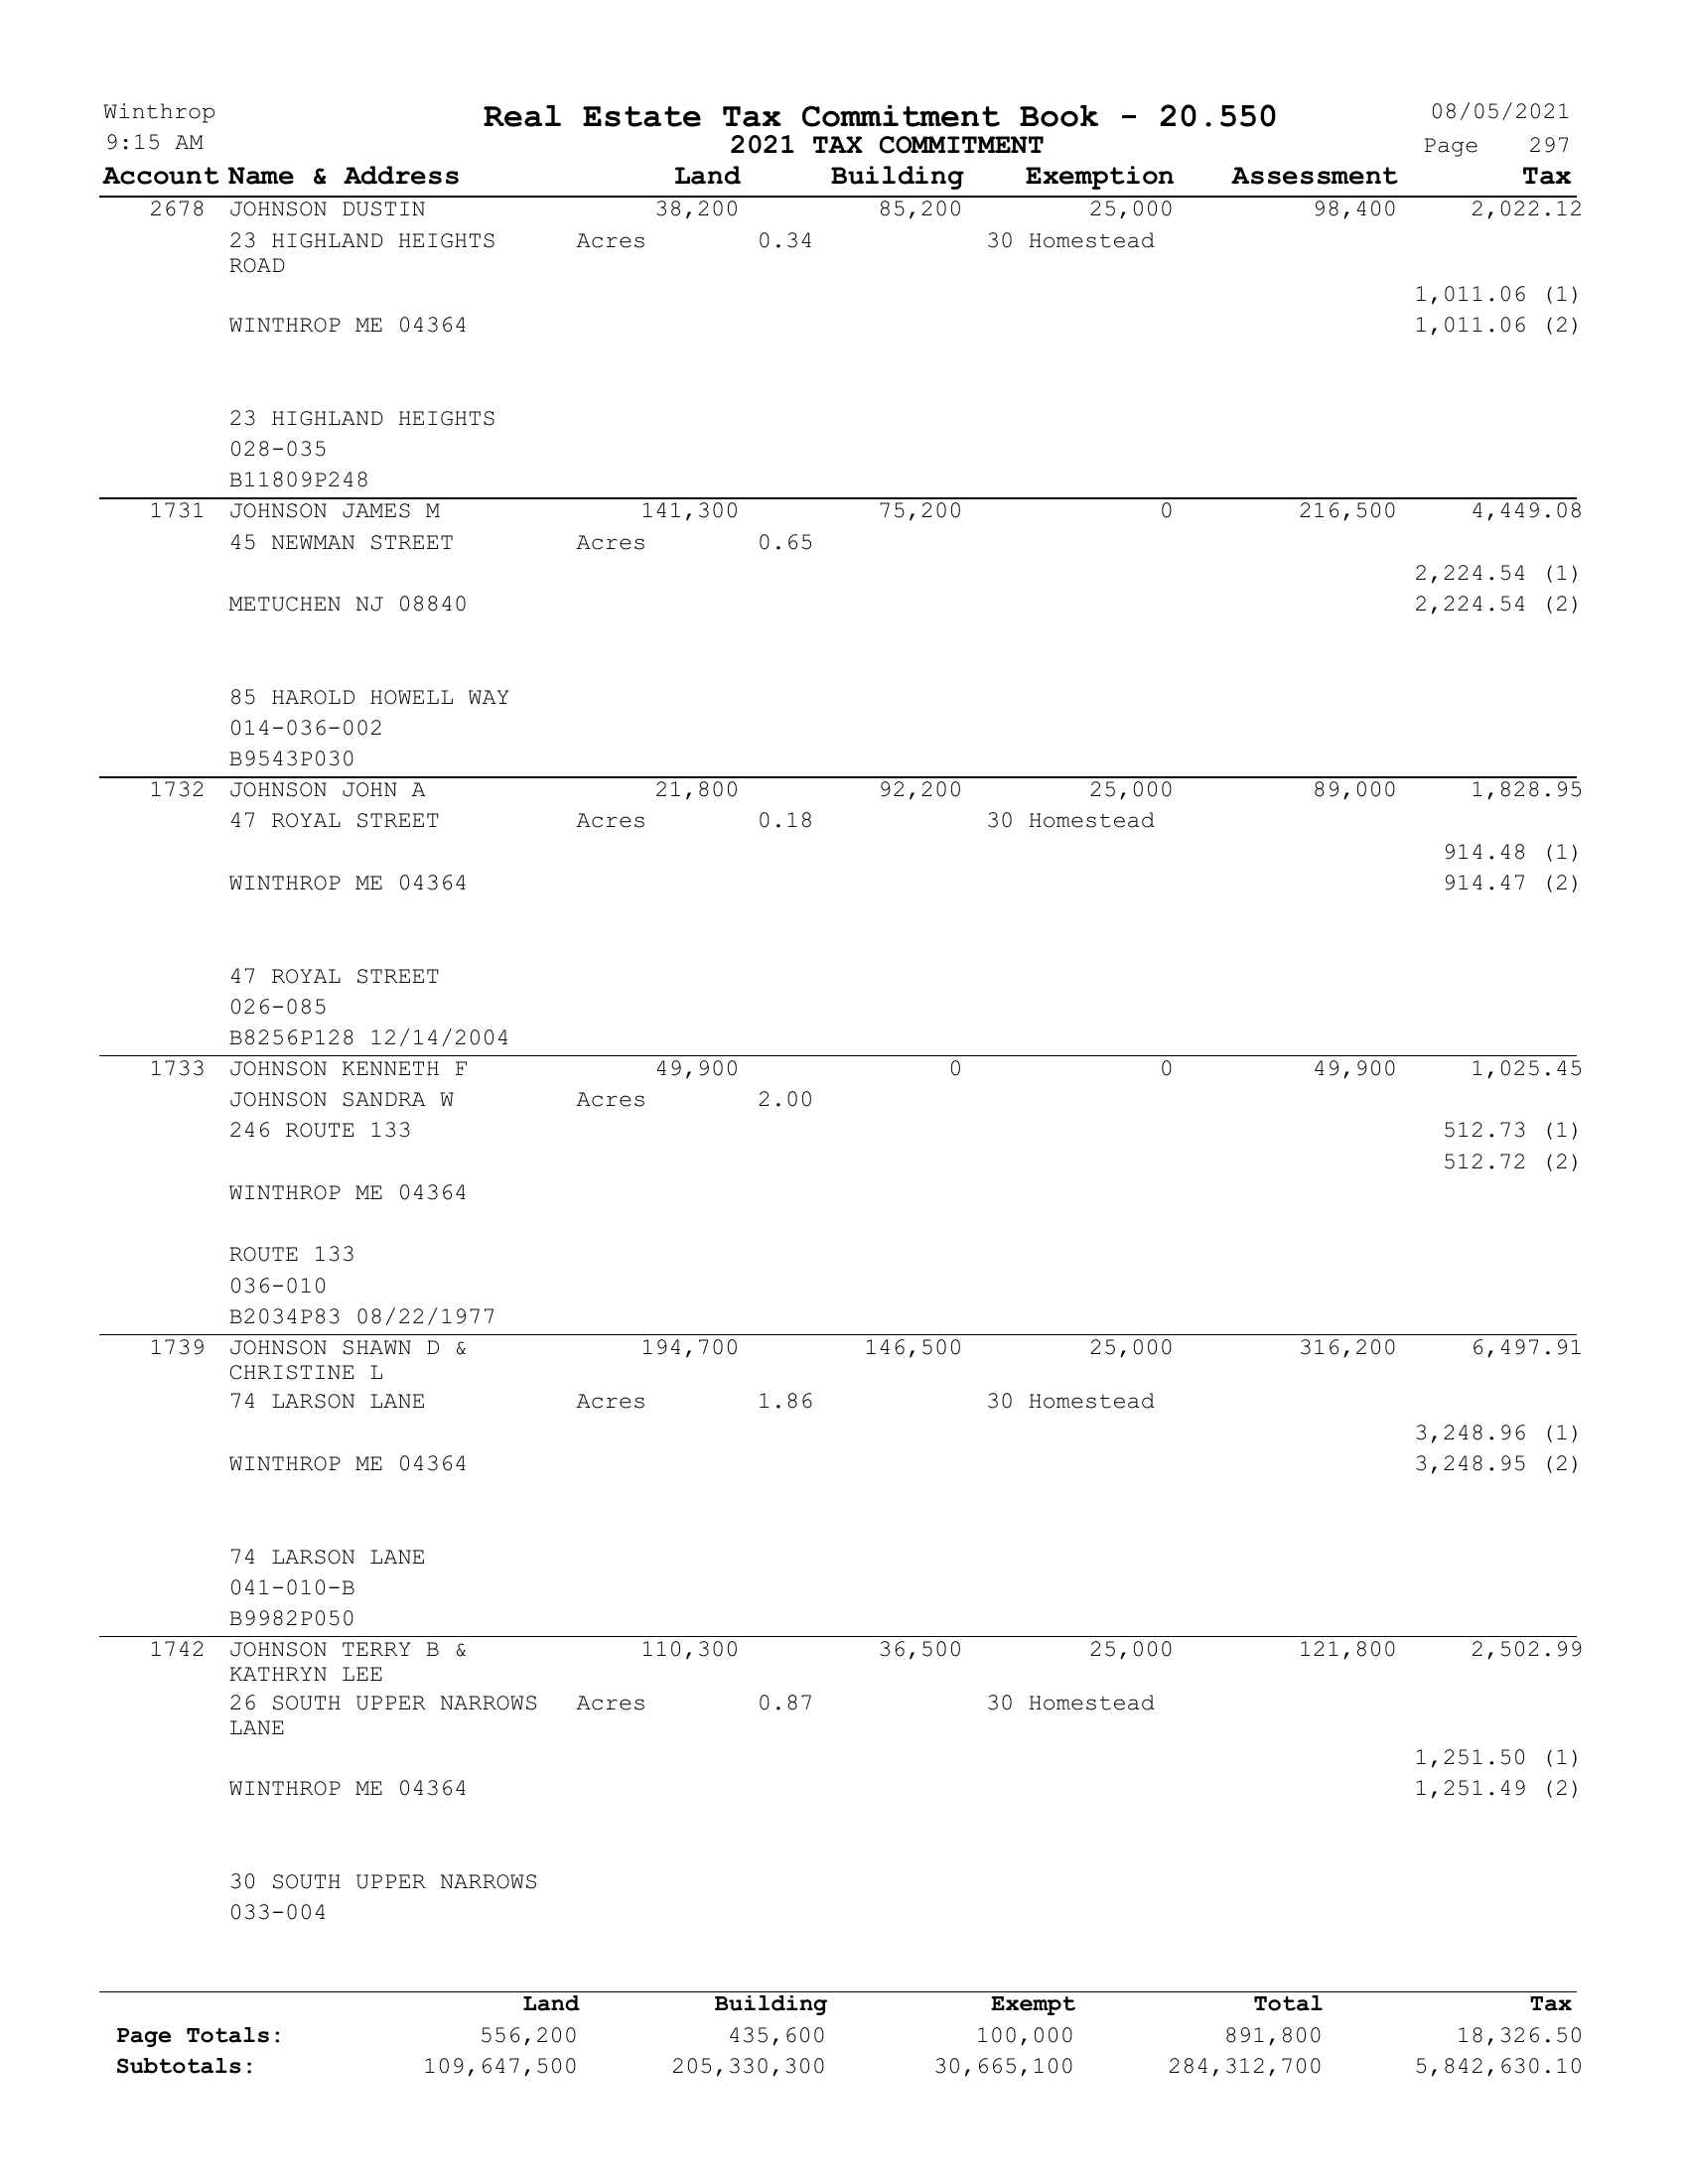 Winthrop Real Estate Tax Commitment Book - 20.550 08/05/2021
9:15 AM 2021 TAX COMMITMENT Page 297
Account Name & Address Land Building Exemption Assessment Tax
2678 JOHNSON DUSTIN 38,200 85,200 25,000 98,400 2,022.12
23 HIGHLAND HEIGHTS Acres 0.34 30 Homestead
ROAD
1,011.06 (1)
WINTHROP ME 04364 1,011.06 (2)
23 HIGHLAND HEIGHTS
028-035
B11809P248
1731 JOHNSON JAMES M 141,300 75,200 0 216,500 4,449.08
45 NEWMAN STREET Acres 0.65
2,224.54 (1)
METUCHEN NJ 08840 2,224.54 (2)
85 HAROLD HOWELL WAY
014-036-002
B9543P030
1732 JOHNSON JOHN A 21,800 92,200 25,000 89,000 1,828.95
47 ROYAL STREET Acres 0.18 30 Homestead
914.48 (1)
WINTHROP ME 04364 914.47 (2)
47 ROYAL STREET
026-085
B8256P128 12/14/2004
1733 JOHNSON KENNETH F 49,900 0 0 49,900 1,025.45
JOHNSON SANDRA W Acres 2.00
246 ROUTE 133 512.73 (1)
512.72 (2)
WINTHROP ME 04364
ROUTE 133
036-010
B2034P83 08/22/1977
1739 JOHNSON SHAWN D & 194,700 146,500 25,000 316,200 6,497.91
CHRISTINE L
74 LARSON LANE Acres 1.86 30 Homestead
3,248.96 (1)
WINTHROP ME 04364 3,248.95 (2)
74 LARSON LANE
041-010-B
B9982P050
1742 JOHNSON TERRY B & 110,300 36,500 25,000 121,800 2,502.99
KATHRYN LEE
26 SOUTH UPPER NARROWS Acres 0.87 30 Homestead
LANE
1,251.50 (1)
WINTHROP ME 04364 1,251.49 (2)
30 SOUTH UPPER NARROWS
033-004
Land Building Exempt Total Tax
Page Totals: 556,200 435,600 100,000 891,800 18,326.50
Subtotals: 109,647,500 205,330,300 30,665,100 284,312,700 5,842,630.10